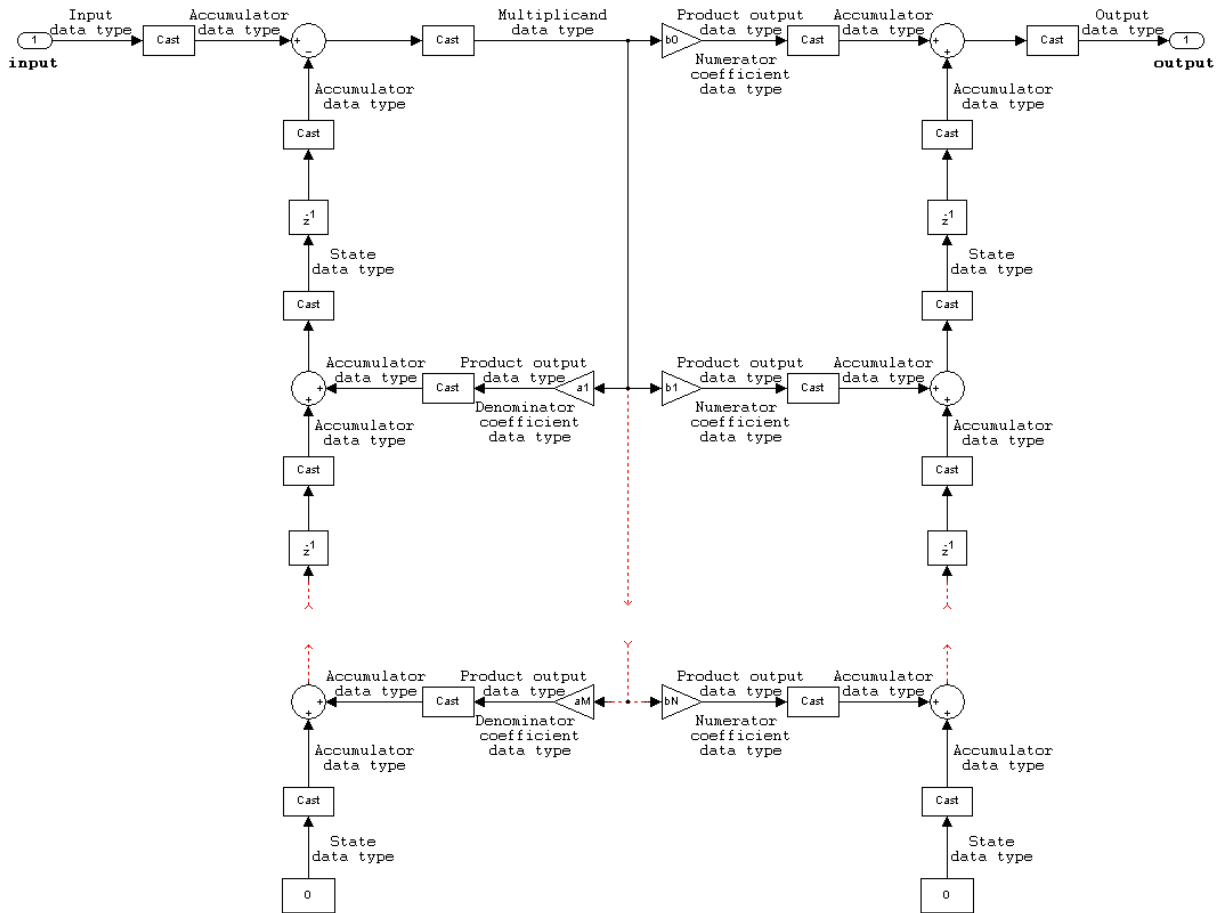 Input
data type
Accumulator
data type
Multiplicand
data type
Product output
data type
Accumulator
data type
Output
data type
1
Cast
+
−
Cast
b0
Cast
+
+
Cast
1
input
output
Numerator
coefficient
data type
Accumulator
data type
Accumulator
data type
Cast
Cast
z-1
z-1
State
data type
State
data type
Cast
Cast
Accumulator
data type
Product output
data type
Product output
data type
Accumulator
data type
+
+
Cast
a1
b1
Cast
+
+
Denominator
coefficient
data type
Numerator
coefficient
data type
Accumulator
data type
Accumulator
data type
Cast
Cast
z-1
z-1
Accumulator
data type
Product output
data type
Product output
data type
Accumulator
data type
+
+
Cast
aM
bN
Cast
+
+
Denominator
coefficient
data type
Numerator
coefficient
data type
Accumulator
data type
Accumulator
data type
Cast
Cast
State
data type
State
data type
0
0